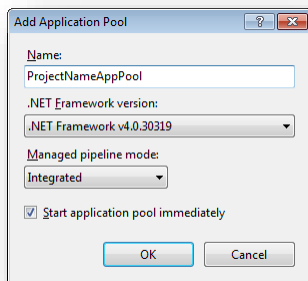 Add Application Pool
Name:
ProjectNameAppPool
.NET Framework version:
.NET Framework v4.0.30319
Managed pipeline mode:
Integrated
Start application pool immediately
OK
Cancel